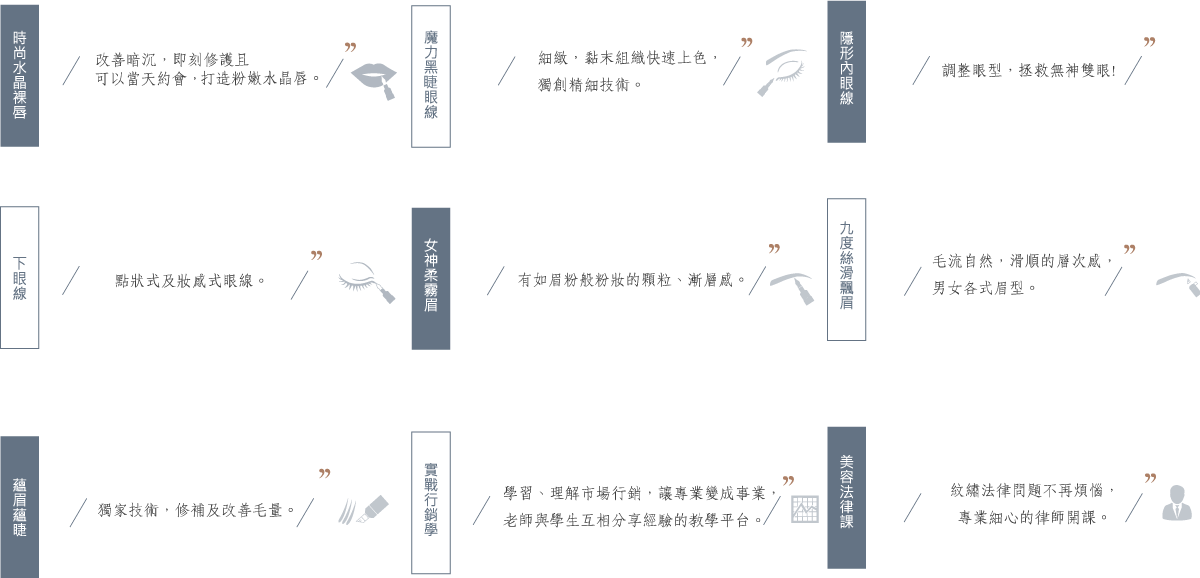 時尚水晶裸唇
改善暗沉，即刻修護且
可以當天約會，打造粉嫩水晶唇。
魔力黑睫眼線
細緻，黏末組織快速上色，
獨創精細技術。
隱形內眼線
調整眼型，拯救無神雙眼!
下眼線
點狀式及妝感式眼線。
女神柔霧眉
有如眉粉般粉妝的顆粒、漸層感。
九度絲滑飄眉
毛流自然，滑順的層次感，
男女各式眉型。
蘊眉蘊睫
獨家技術，修補及改善毛量。
實戰行銷學
學習、理解市場行銷，讓專業變成事業，
老師與學生互相分享經驗的教學平台。
美容法律課
紋繡法律問題不再煩惱，
專業細心的律師開課。